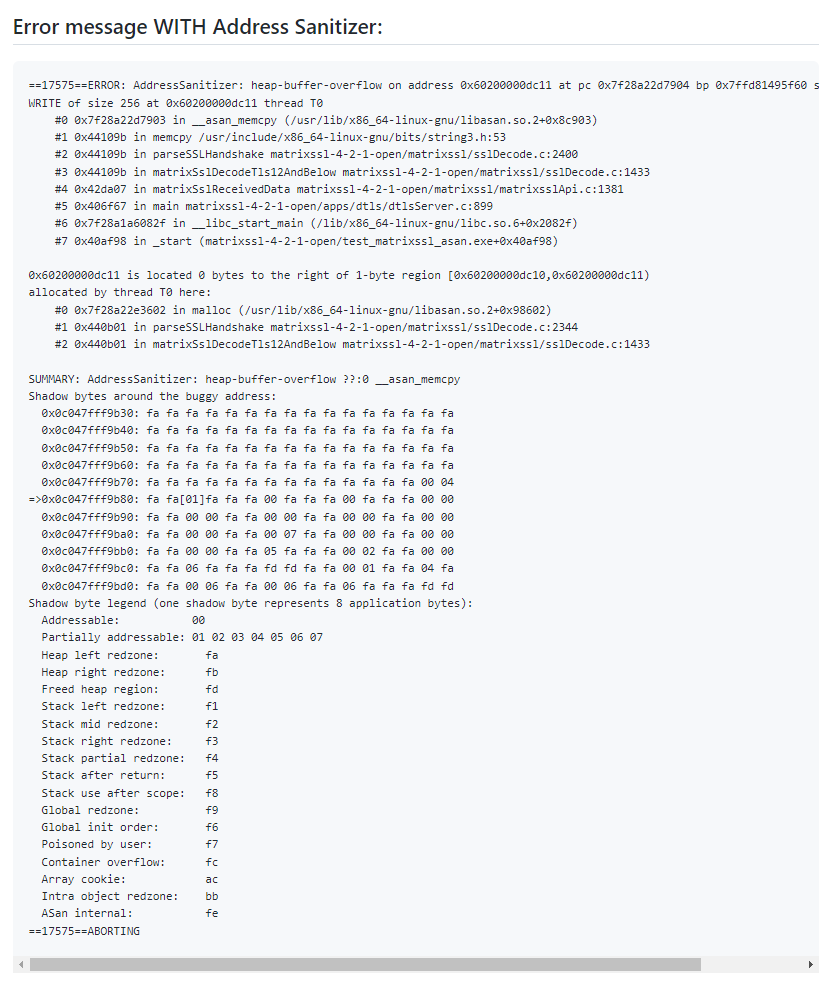 Error message WITH Address Sanitizer:
==17575==ERROR: AddressSanitizer: heap-buffer-overflow on address 0x60200000dc11 at pc 0x7f28a22d7904 bp 0x7ffd81495f60 s
WRITE of size 256 at 0x60200000dc11 thread T0
    #0 0x7f28a22d7903 in __asan_memcpy (/usr/lib/x86_64-linux-gnu/libasan.so.2+0x8c903)
    #1 0x44109b in memcpy /usr/include/x86_64-linux-gnu/bits/string3.h:53
    #2 0x44109b in parseSSLHandshake matrixssl-4-2-1-open/matrixssl/sslDecode.c:2400
    #3 0x44109b in matrixSslDecodeTls12AndBelow matrixssl-4-2-1-open/matrixssl/sslDecode.c:1433
    #4 0x42da07 in matrixSslReceivedData matrixssl-4-2-1-open/matrixssl/matrixsslApi.c:1381
    #5 0x406f67 in main matrixssl-4-2-1-open/apps/dtls/dtlsServer.c:899
    #6 0x7f28a1a6082f in __libc_start_main (/lib/x86_64-linux-gnu/libc.so.6+0x2082f)
    #7 0x40af98 in _start (matrixssl-4-2-1-open/test_matrixssl_asan.exe+0x40af98)
0x60200000dc11 is located 0 bytes to the right of 1-byte region [0x60200000dc10,0x60200000dc11)
allocated by thread T0 here:
    #0 0x7f28a22e3602 in malloc (/usr/lib/x86_64-linux-gnu/libasan.so.2+0x98602)
    #1 0x440b01 in parseSSLHandshake matrixssl-4-2-1-open/matrixssl/sslDecode.c:2344
    #2 0x440b01 in matrixSslDecodeTls12AndBelow matrixssl-4-2-1-open/matrixssl/sslDecode.c:1433
SUMMARY: AddressSanitizer: heap-buffer-overflow ??:0 __asan_memcpy
Shadow bytes around the buggy address:
  0x0c047fff9b30: fa fa fa fa fa fa fa fa fa fa fa fa fa fa fa fa
  0x0c047fff9b40: fa fa fa fa fa fa fa fa fa fa fa fa fa fa fa fa
  0x0c047fff9b50: fa fa fa fa fa fa fa fa fa fa fa fa fa fa fa fa
  0x0c047fff9b60: fa fa fa fa fa fa fa fa fa fa fa fa fa fa fa fa
  0x0c047fff9b70: fa fa fa fa fa fa fa fa fa fa fa fa fa fa 00 04
=>0x0c047fff9b80: fa fa[01]fa fa fa 00 fa fa fa 00 fa fa fa 00 00
  0x0c047fff9b90: fa fa 00 00 fa fa 00 00 fa fa 00 00 fa fa 00 00
  0x0c047fff9ba0: fa fa 00 00 fa fa 00 07 fa fa 00 00 fa fa 00 00
  0x0c047fff9bb0: fa fa 00 00 fa fa 05 fa fa fa 00 02 fa fa 00 00
  0x0c047fff9bc0: fa fa 06 fa fa fa fd fd fa fa 00 01 fa fa 04 fa
  0x0c047fff9bd0: fa fa 00 06 fa fa 00 06 fa fa 06 fa fa fa fd fd
Shadow byte legend (one shadow byte represents 8 application bytes):
  Addressable:           00
  Partially addressable: 01 02 03 04 05 06 07
  Heap left redzone:       fa
  Heap right redzone:      fb
  Freed heap region:       fd
  Stack left redzone:      f1
  Stack mid redzone:       f2
  Stack right redzone:     f3
  Stack partial redzone:   f4
  Stack after return:      f5
  Stack use after scope:   f8
  Global redzone:          f9
  Global init order:       f6
  Poisoned by user:        f7
  Container overflow:      fc
  Array cookie:            ac
  Intra object redzone:    bb
  ASan internal:           fe
==17575==ABORTING